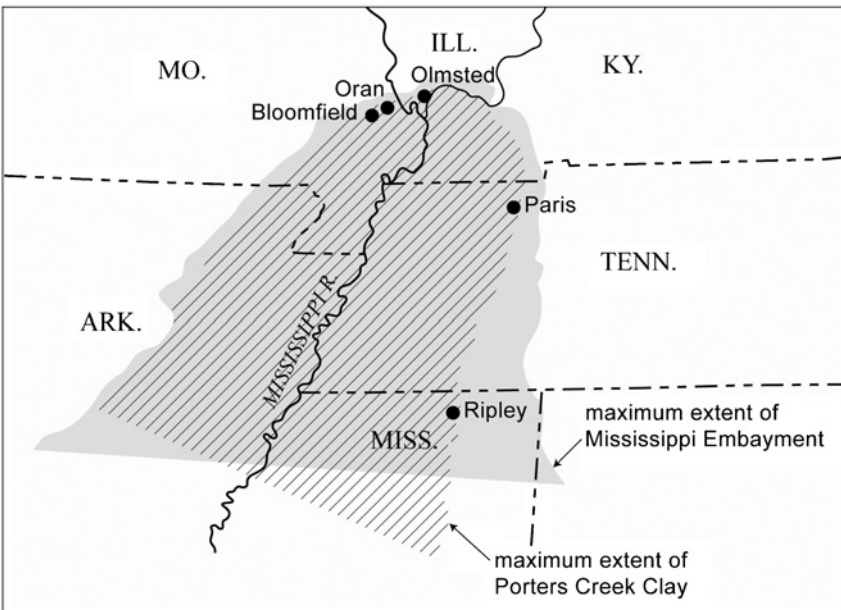 ILL.
MO.
KY.
Oran
Olmsted
Bloomfield
Paris
TENN.
ARK.
MISSISSIPPI R.
Ripley
MISS.
maximum extent of
Mississippi Embayment
maximum extent of
Porters Creek Clay